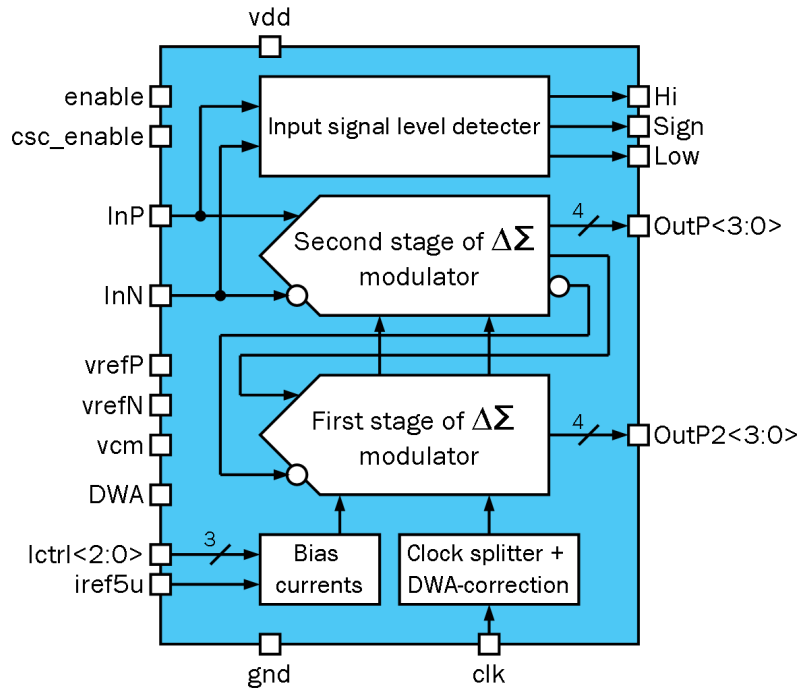 vdd
enable
csc_enable
Input signal level detecter
Hi
Sign
Low
InP
InN
Second stage of ΔΣ
modulator
4
OutP<3:0>
vrefP
vrefN
vcm
DWA
First stage of ΔΣ
modulator
4
OutP2<3:0>
Ictrl<2:0>
3
iref5u
Bias
currents
Clock splitter +
DWA-correction
gnd
clk